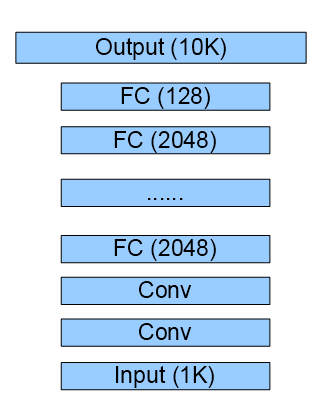 Output (10K)
FC (128)
FC (2048)
......
FC (2048)
Conv
Conv
Input (1K)